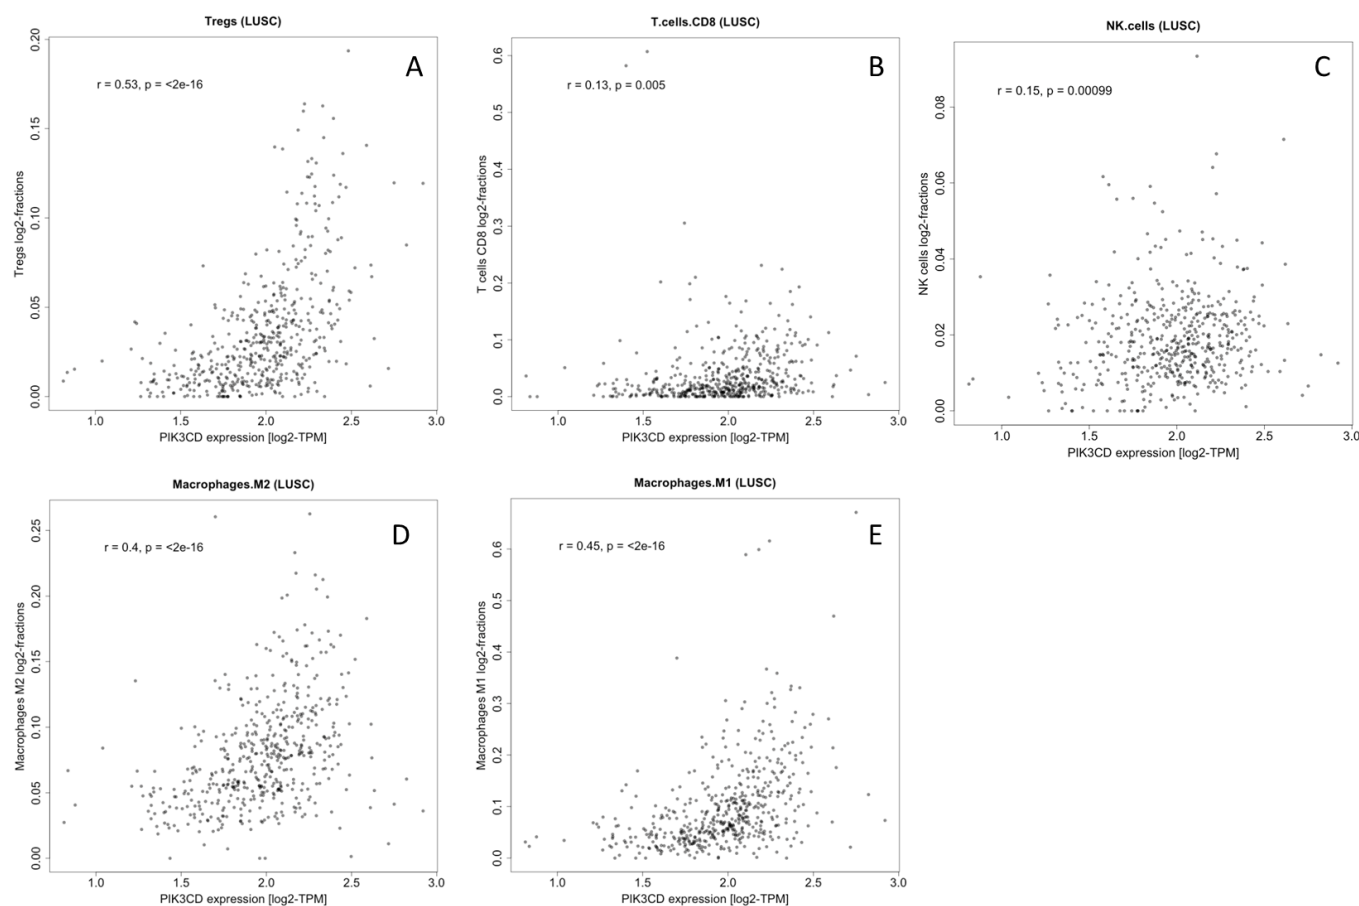 Tregs (LUSC)
A
r = 0.53, p = <2e-16
Tregs log2-fractions
0.20
0.15
0.10
0.05
0.00
1.0 1.5 2.0 2.5 3.0
PIK3CD expression [log2-TPM]
T.cells.CD8 (LUSC)
B
r = 0.13, p = 0.005
T cells CD8 log2-fractions
0.6
0.5
0.4
0.3
0.2
0.1
0.0
1.0 1.5 2.0 2.5 3.0
PIK3CD expression [log2-TPM]
NK.cells (LUSC)
C
r = 0.15, p = 0.00099
NK cells log2-fractions
0.08
0.06
0.04
0.02
0.00
1.0 1.5 2.0 2.5 3.0
PIK3CD expression [log2-TPM]
Macrophages.M2 (LUSC)
D
r = 0.4, p = <2e-16
Macrophages M2 log2-fractions
0.25
0.20
0.15
0.10
0.05
0.00
1.0 1.5 2.0 2.5 3.0
PIK3CD expression [log2-TPM]
Macrophages.M1 (LUSC)
E
r = 0.45, p = <2e-16
Macrophages M1 log2-fractions
0.6
0.5
0.4
0.3
0.2
0.1
0.0
1.0 1.5 2.0 2.5 3.0
PIK3CD expression [log2-TPM]